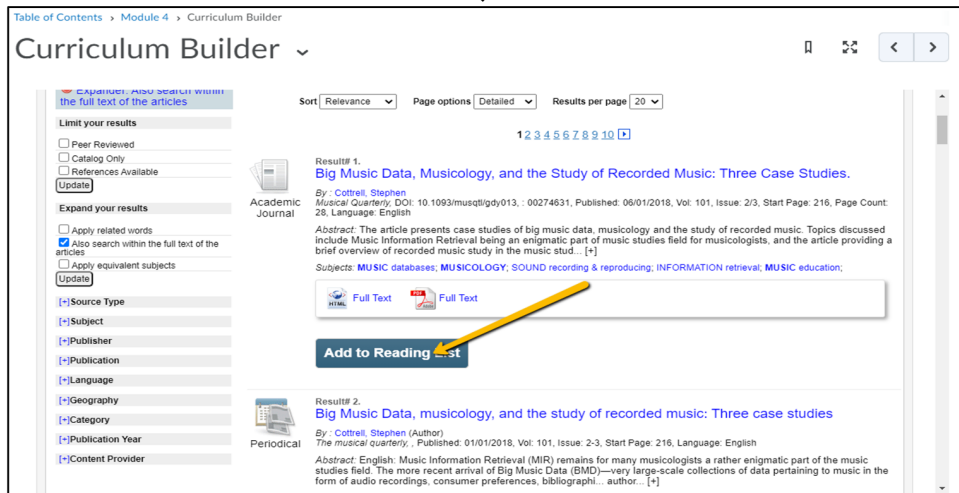 Table of Contents › Module 4 › Curriculum Builder
Curriculum Builder
Expander: Also search within
the full text of the articles
Limit your results
Peer Reviewed
Catalog Only
References Available
Update
Expand your results
Apply related words
Also search within the full text of the
articles
Apply equivalent subjects
Update
[+]Source Type
[+]Subject
[+]Publisher
[+]Publication
[+]Language
[+]Geography
[+]Category
[+]Publication Year
[+]Content Provider
Sort Relevance Page options Detailed Results per page 20
1 2 3 4 5 6 7 8 9 10
Academic
Journal
Result# 1.
Big Music Data, Musicology, and the Study of Recorded Music: Three Case Studies.
By : Cottrell, Stephen
Musical Quarterly, DOI: 10.1093/musqtl/gdy013, : 00274631, Published: 06/01/2018, Vol: 101, Issue: 2/3, Start Page: 216, Page Count:
28, Language: English
Abstract: The article presents case studies of big music data, musicology and the study of recorded music. Topics discussed
include Music Information Retrieval being an enigmatic part of music studies field for musicologists, and the article providing a
brief overview of recorded music study in the music stud... [+]
Subjects: MUSIC databases; MUSICOLOGY; SOUND recording & reproducing; INFORMATION retrieval; MUSIC education;
HTML Full Text PDF Full Text
Add to Reading List
Periodical
Result# 2.
Big Music Data, musicology, and the study of recorded music: Three case studies
By : Cottrell, Stephen (Author)
The musical quarterly, , Published: 01/01/2018, Vol: 101, Issue: 2-3, Start Page: 216, Language: English
Abstract: English: Music Information Retrieval (MIR) remains for many musicologists a rather enigmatic part of the music
studies field. The more recent arrival of Big Music Data (BMD)—very large-scale collections of data pertaining to music in the
form of audio recordings, consumer preferences, bibliographi... author... [+]